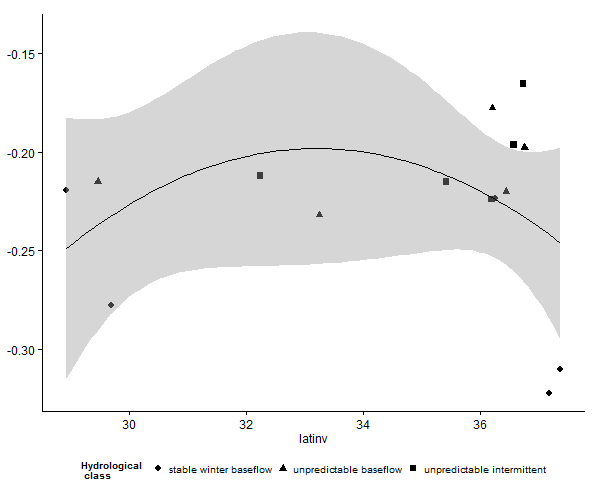 -0.15
-0.20
-0.25
-0.30
30 32 34 36
latinv
Hydrological class stable winter baseflow unpredictable baseflow unpredictable intermittent